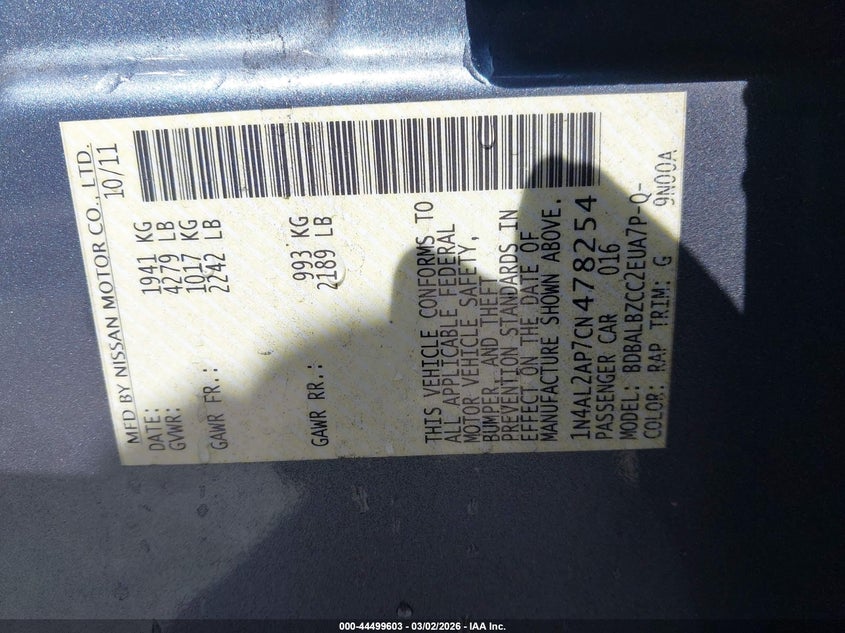 MFD BY NISSAN MOTOR CO., LTD.
DATE: 10/11
GVWR: 1941 KG
4279 LB
GAWR FR.: 1017 KG
2242 LB
GAWR RR.: 993 KG
2189 LB
THIS VEHICLE CONFORMS TO
ALL APPLICABLE FEDERAL
MOTOR VEHICLE SAFETY,
BUMPER, AND THEFT
PREVENTION STANDARDS IN
EFFECT ON THE DATE OF
MANUFACTURE SHOWN ABOVE.
1N4AL2AP7CN478254
PASSENGER CAR 016
MODEL: BDBALBZCC2EUA7P-Q-
COLOR: RAP TRIM: G 9N00A
000-44499603 — 03/02/2026 — IAA Inc.